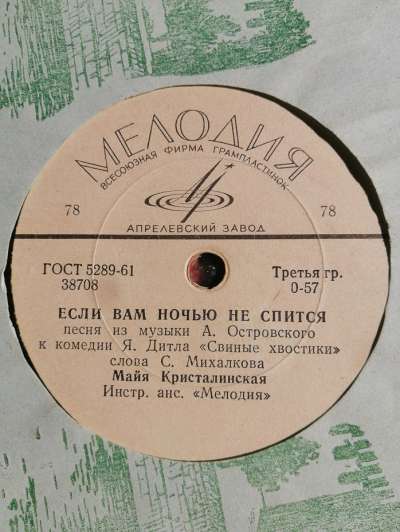 МЕЛОДИЯ
ВСЕСОЮЗНАЯ ФИРМА ГРАМПЛАСТИНОК
78 78
АПРЕЛЕВСКИЙ ЗАВОД
ГОСТ 5289-61 Третья гр.
38708 0-57
ЕСЛИ ВАМ НОЧЬЮ НЕ СПИТСЯ
песня из музыки А. Островского
к комедии Я. Дитла «Свиные хвостики»
слова С. Михалкова
Майя Кристалинская
Инстр. анс. «Мелодия»